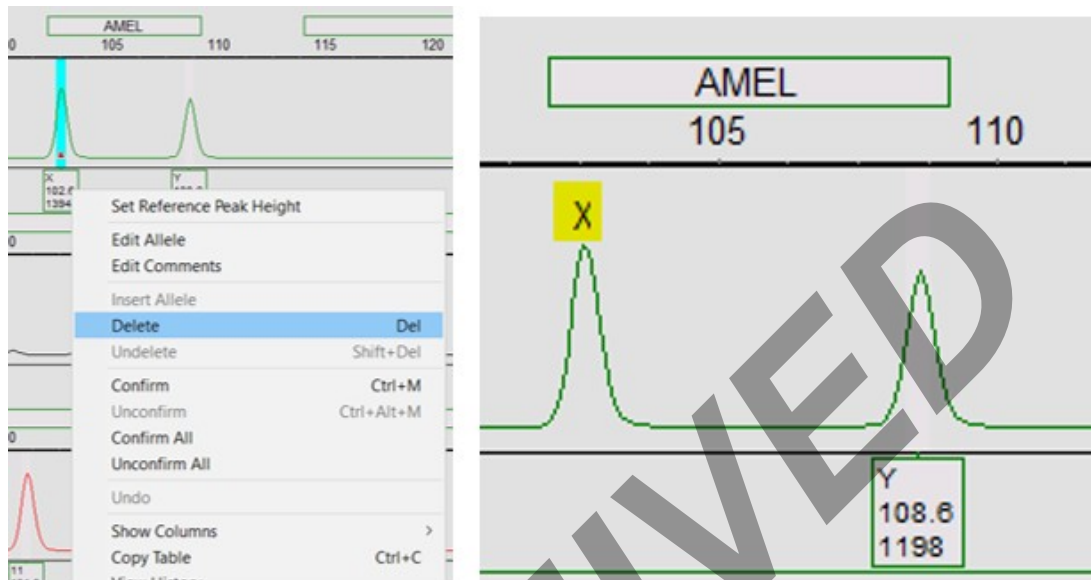 AMEL
0 105 110 115 120
X
102.6
1394
Y
Set Reference Peak Height
Edit Allele
Edit Comments
Insert Allele
Delete Del
Undelete Shift+Del
Confirm Ctrl+M
Unconfirm Ctrl+Alt+M
Confirm All
Unconfirm All
Undo
Show Columns >
Copy Table Ctrl+C
0
0
11
AMEL
105 110
X
Y
108.6
1198
VED